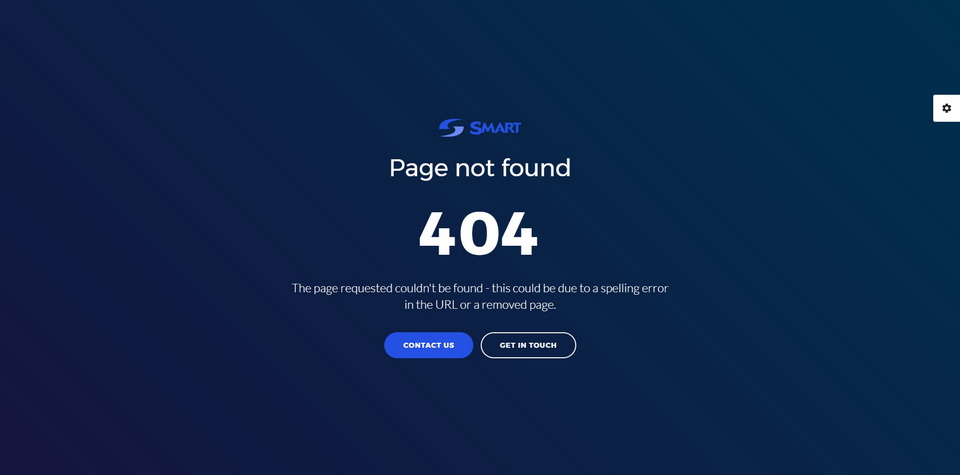 SMART
Page not found
404
The page requested couldn't be found - this could be due to a spelling error
in the URL or a removed page.
CONTACT US
GET IN TOUCH